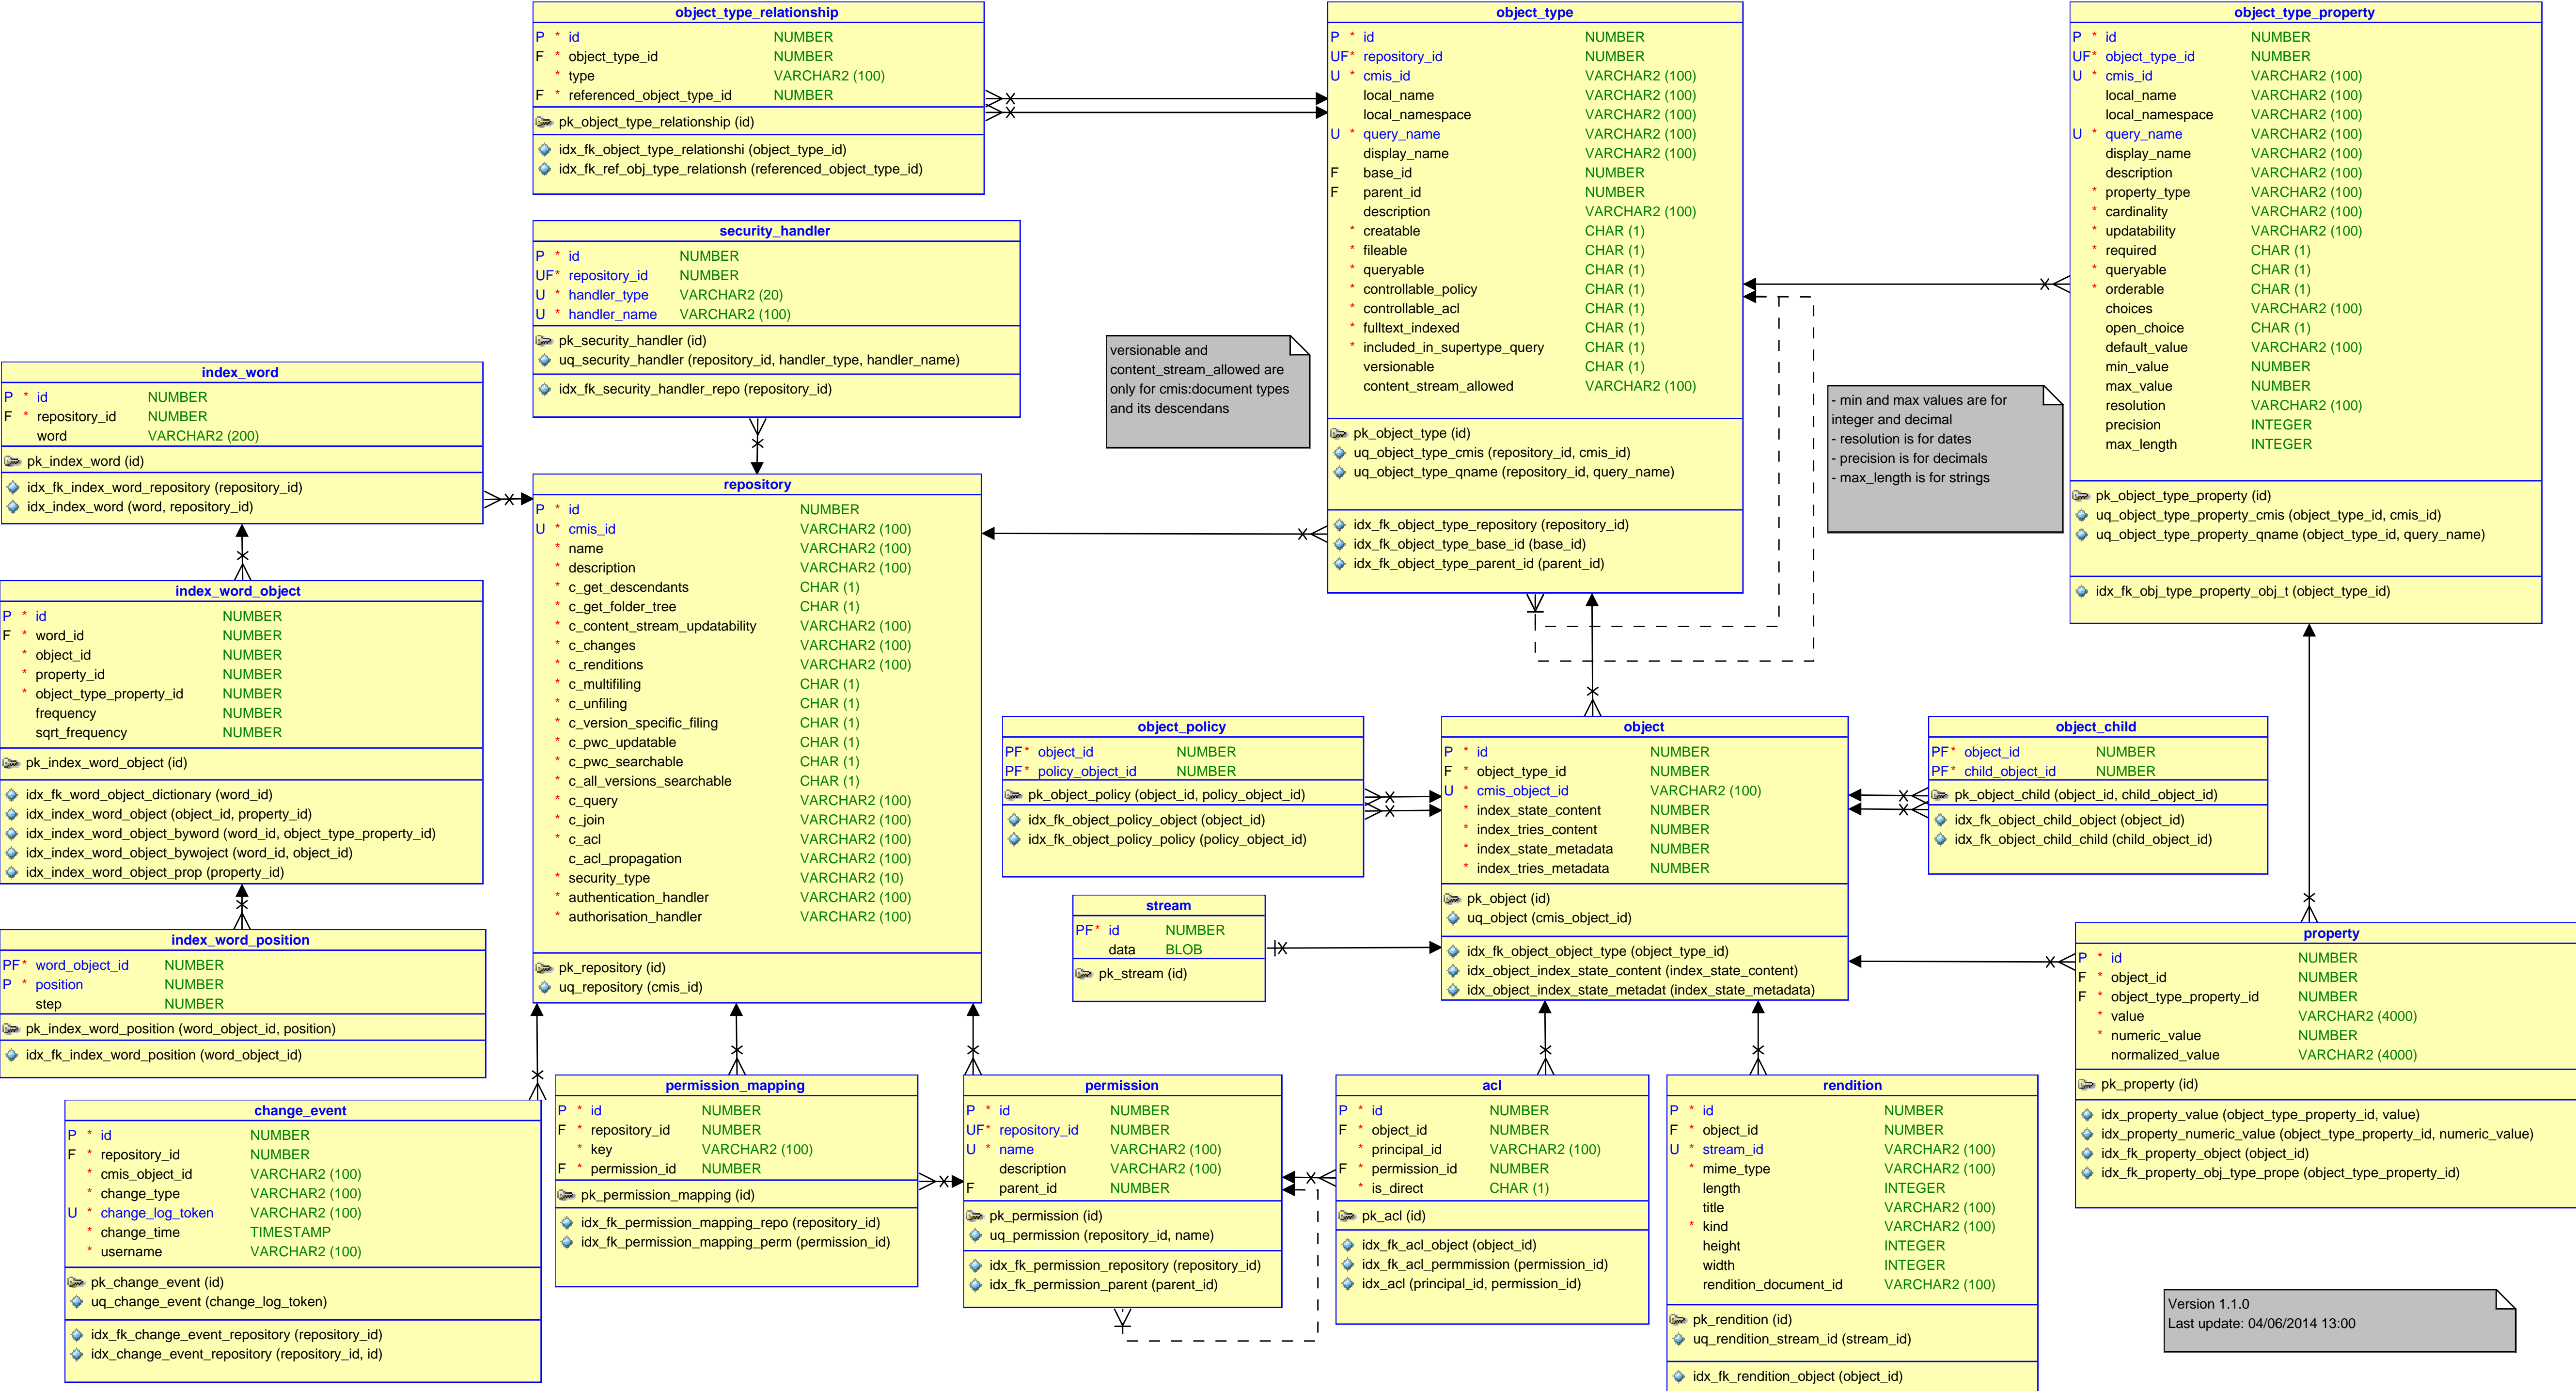 object_type_relationship
P * id NUMBER
F * object_type_id NUMBER
* type VARCHAR2 (100)
F * referenced_object_type_id NUMBER
pk_object_type_relationship (id)
idx_fk_object_type_relationshi (object_type_id)
idx_fk_ref_obj_type_relationsh (referenced_object_type_id)
object_type
P * id NUMBER
UF* repository_id NUMBER
U * cmis_id VARCHAR2 (100)
local_name VARCHAR2 (100)
local_namespace VARCHAR2 (100)
U * query_name VARCHAR2 (100)
display_name VARCHAR2 (100)
F base_id NUMBER
F parent_id NUMBER
description VARCHAR2 (100)
* creatable CHAR (1)
* fileable CHAR (1)
* queryable CHAR (1)
* controllable_policy CHAR (1)
* controllable_acl CHAR (1)
* fulltext_indexed CHAR (1)
* included_in_supertype_query CHAR (1)
versionable CHAR (1)
content_stream_allowed VARCHAR2 (100)
pk_object_type (id)
uq_object_type_cmis (repository_id, cmis_id)
uq_object_type_qname (repository_id, query_name)
idx_fk_object_type_repository (repository_id)
idx_fk_object_type_base_id (base_id)
idx_fk_object_type_parent_id (parent_id)
object_type_property
P * id NUMBER
UF* object_type_id NUMBER
U * cmis_id VARCHAR2 (100)
local_name VARCHAR2 (100)
local_namespace VARCHAR2 (100)
U * query_name VARCHAR2 (100)
display_name VARCHAR2 (100)
description VARCHAR2 (100)
* property_type VARCHAR2 (100)
* cardinality VARCHAR2 (100)
* updatability VARCHAR2 (100)
* required CHAR (1)
* queryable CHAR (1)
* orderable CHAR (1)
choices VARCHAR2 (100)
open_choice CHAR (1)
default_value VARCHAR2 (100)
min_value NUMBER
max_value NUMBER
resolution VARCHAR2 (100)
precision INTEGER
max_length INTEGER
pk_object_type_property (id)
uq_object_type_property_cmis (object_type_id, cmis_id)
uq_object_type_property_qname (object_type_id, query_name)
idx_fk_obj_type_property_obj_t (object_type_id)
security_handler
P * id NUMBER
UF* repository_id NUMBER
U * handler_type VARCHAR2 (20)
U * handler_name VARCHAR2 (100)
pk_security_handler (id)
uq_security_handler (repository_id, handler_type, handler_name)
idx_fk_security_handler_repo (repository_id)
versionable and
content_stream_allowed are
only for cmis:document types
and its descendans
- min and max values are for
integer and decimal
- resolution is for dates
- precision is for decimals
- max_length is for strings
index_word
P * id NUMBER
F * repository_id NUMBER
word VARCHAR2 (200)
pk_index_word (id)
idx_fk_index_word_repository (repository_id)
idx_index_word (word, repository_id)
repository
P * id NUMBER
U * cmis_id VARCHAR2 (100)
* name VARCHAR2 (100)
* description VARCHAR2 (100)
* c_get_descendants CHAR (1)
* c_get_folder_tree CHAR (1)
* c_content_stream_updatability VARCHAR2 (100)
* c_changes VARCHAR2 (100)
* c_renditions VARCHAR2 (100)
* c_multifiling CHAR (1)
* c_unfiling CHAR (1)
* c_version_specific_filing CHAR (1)
* c_pwc_updatable CHAR (1)
* c_pwc_searchable CHAR (1)
* c_all_versions_searchable CHAR (1)
* c_query VARCHAR2 (100)
* c_join VARCHAR2 (100)
* c_acl VARCHAR2 (100)
c_acl_propagation VARCHAR2 (100)
* security_type VARCHAR2 (10)
* authentication_handler VARCHAR2 (100)
* authorisation_handler VARCHAR2 (100)
pk_repository (id)
uq_repository (cmis_id)
index_word_object
P * id NUMBER
F * word_id NUMBER
* object_id NUMBER
* property_id NUMBER
* object_type_property_id NUMBER
frequency NUMBER
sqrt_frequency NUMBER
pk_index_word_object (id)
idx_fk_word_object_dictionary (word_id)
idx_index_word_object (object_id, property_id)
idx_index_word_object_byword (word_id, object_type_property_id)
idx_index_word_object_bywoject (word_id, object_id)
idx_index_word_object_prop (property_id)
object_policy
PF* object_id NUMBER
PF* policy_object_id NUMBER
pk_object_policy (object_id, policy_object_id)
idx_fk_object_policy_object (object_id)
idx_fk_object_policy_policy (policy_object_id)
object
P * id NUMBER
F * object_type_id NUMBER
U * cmis_object_id VARCHAR2 (100)
* index_state_content NUMBER
* index_tries_content NUMBER
* index_state_metadata NUMBER
* index_tries_metadata NUMBER
pk_object (id)
uq_object (cmis_object_id)
idx_fk_object_object_type (object_type_id)
idx_object_index_state_content (index_state_content)
idx_object_index_state_metadat (index_state_metadata)
object_child
PF* object_id NUMBER
PF* child_object_id NUMBER
pk_object_child (object_id, child_object_id)
idx_fk_object_child_object (object_id)
idx_fk_object_child_child (child_object_id)
stream
PF* id NUMBER
data BLOB
pk_stream (id)
index_word_position
PF* word_object_id NUMBER
P * position NUMBER
step NUMBER
pk_index_word_position (word_object_id, position)
idx_fk_index_word_position (word_object_id)
property
P * id NUMBER
F * object_id NUMBER
F * object_type_property_id NUMBER
* value VARCHAR2 (4000)
* numeric_value NUMBER
normalized_value VARCHAR2 (4000)
pk_property (id)
idx_property_value (object_type_property_id, value)
idx_property_numeric_value (object_type_property_id, numeric_value)
idx_fk_property_object (object_id)
idx_fk_property_obj_type_prope (object_type_property_id)
change_event
P * id NUMBER
F * repository_id NUMBER
* cmis_object_id VARCHAR2 (100)
* change_type VARCHAR2 (100)
U * change_log_token VARCHAR2 (100)
* change_time TIMESTAMP
* username VARCHAR2 (100)
pk_change_event (id)
uq_change_event (change_log_token)
idx_fk_change_event_repository (repository_id)
idx_change_event_repository (repository_id, id)
permission_mapping
P * id NUMBER
F * repository_id NUMBER
* key VARCHAR2 (100)
F * permission_id NUMBER
pk_permission_mapping (id)
idx_fk_permission_mapping_repo (repository_id)
idx_fk_permission_mapping_perm (permission_id)
permission
P * id NUMBER
UF* repository_id NUMBER
U * name VARCHAR2 (100)
description VARCHAR2 (100)
F parent_id NUMBER
pk_permission (id)
uq_permission (repository_id, name)
idx_fk_permission_repository (repository_id)
idx_fk_permission_parent (parent_id)
acl
P * id NUMBER
F * object_id NUMBER
* principal_id VARCHAR2 (100)
F * permission_id NUMBER
* is_direct CHAR (1)
pk_acl (id)
idx_fk_acl_object (object_id)
idx_fk_acl_permmission (permission_id)
idx_acl (principal_id, permission_id)
rendition
P * id NUMBER
F * object_id NUMBER
U * stream_id VARCHAR2 (100)
* mime_type VARCHAR2 (100)
length INTEGER
title VARCHAR2 (100)
* kind VARCHAR2 (100)
height INTEGER
width INTEGER
rendition_document_id VARCHAR2 (100)
pk_rendition (id)
uq_rendition_stream_id (stream_id)
idx_fk_rendition_object (object_id)
Version 1.1.0
Last update: 04/06/2014 13:00